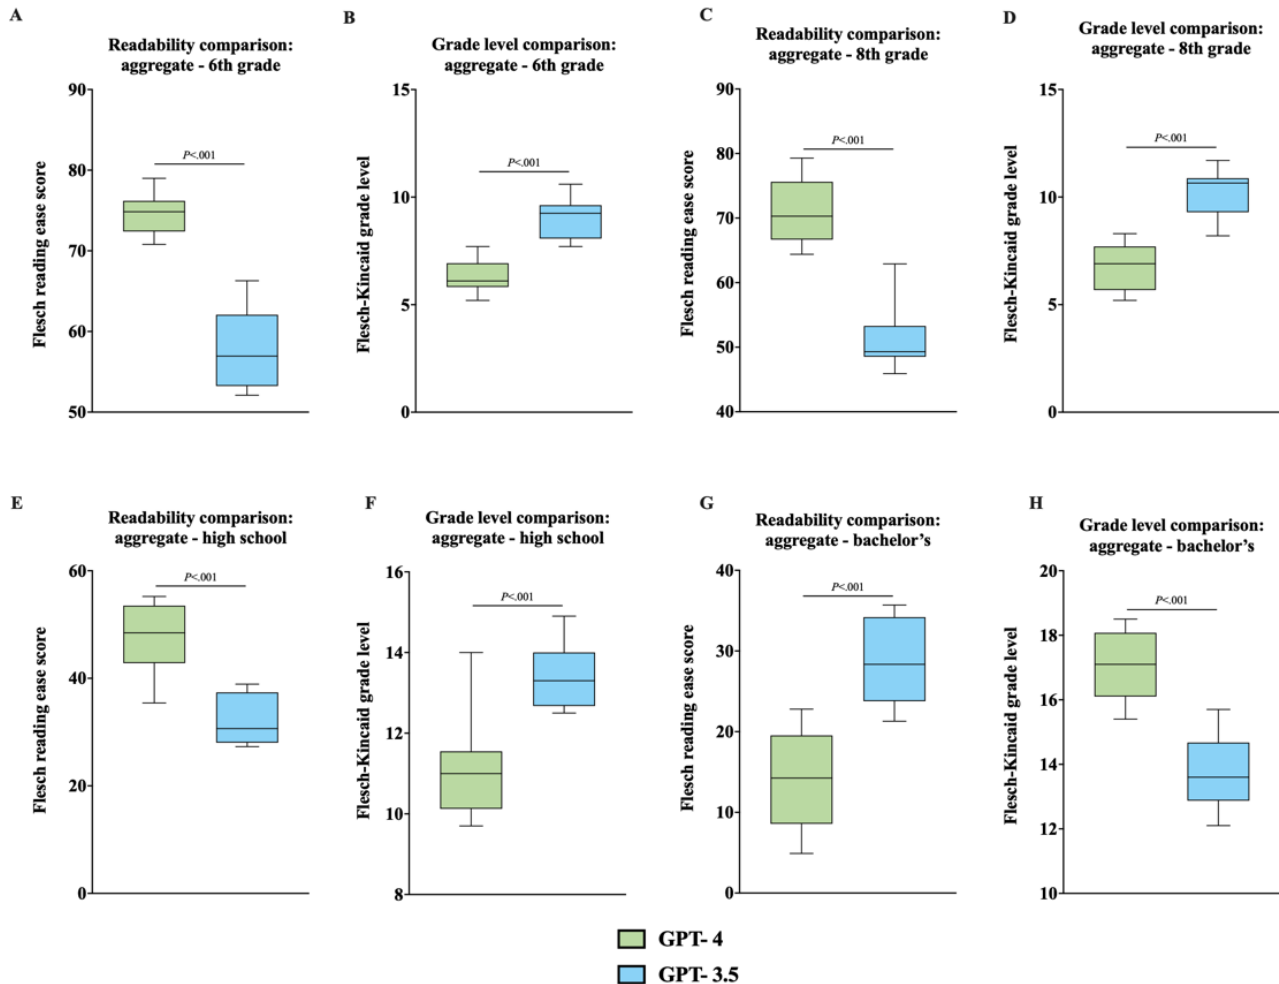 A
Readability comparison:
aggregate - 6th grade
Flesch reading ease score
90
80
70
60
50
P<.001
B
Grade level comparison:
aggregate - 6th grade
Flesch-Kincaid grade level
15
10
5
0
P<.001
C
Readability comparison:
aggregate - 8th grade
Flesch reading ease score
90
80
70
60
50
40
P<.001
D
Grade level comparison:
aggregate - 8th grade
Flesch-Kincaid grade level
15
10
5
0
P<.001
E
Readability comparison:
aggregate - high school
Flesch reading ease score
60
40
20
0
P<.001
F
Grade level comparison:
aggregate - high school
Flesch-Kincaid grade level
16
14
12
10
8
P<.001
G
Readability comparison:
aggregate - bachelor’s
Flesch reading ease score
40
30
20
10
0
P<.001
H
Grade level comparison:
aggregate - bachelor’s
Flesch-Kincaid grade level
20
18
16
14
12
10
P<.001
GPT- 4
GPT- 3.5